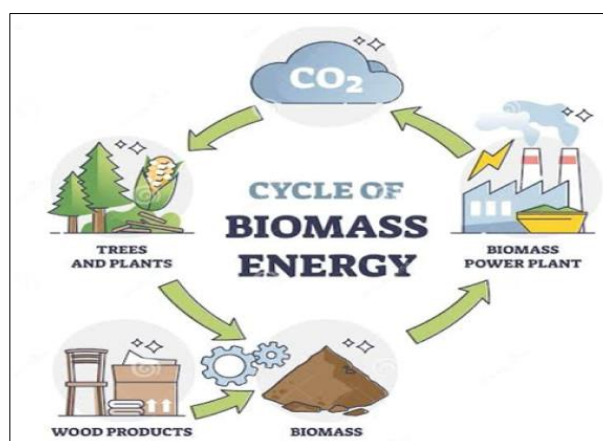 CO₂
CYCLE OF
BIOMASS
ENERGY
TREES
AND PLANTS
BIOMASS
POWER PLANT
WOOD PRODUCTS
BIOMASS